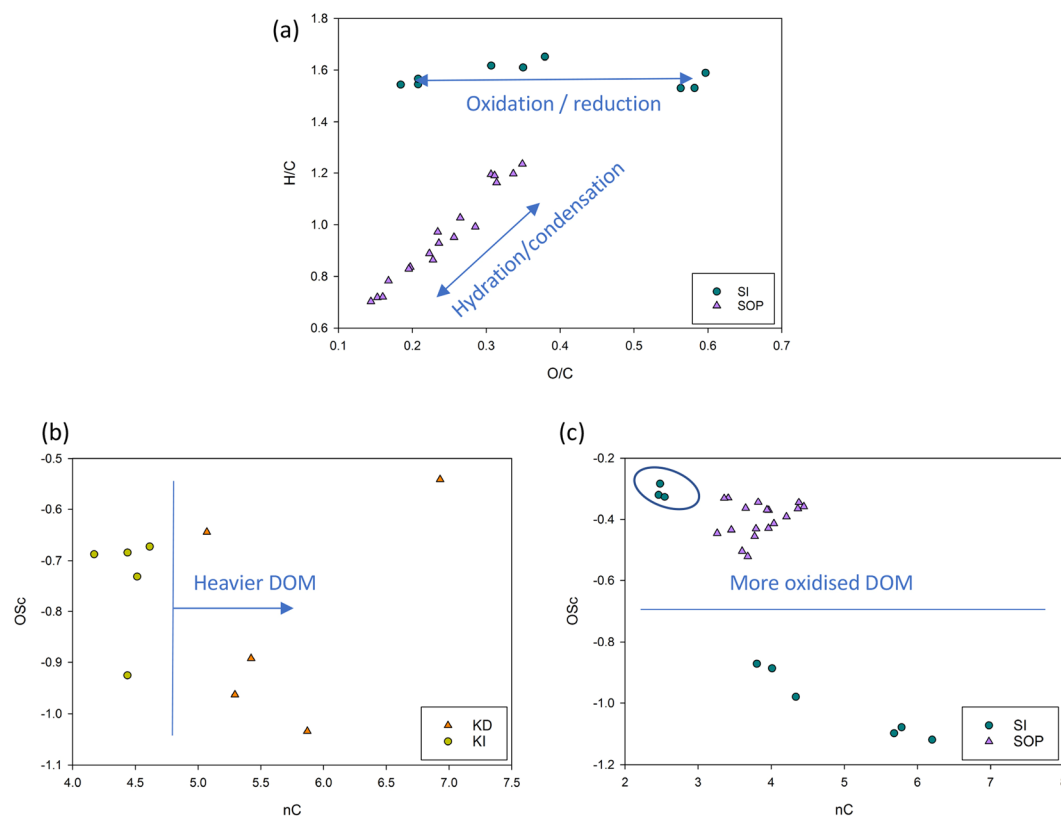 (a)
1.8
1.6
1.4
1.2
1.0
0.8
0.6
H/C
Oxidation / reduction
Hydration/condensation
SI
SOP
0.1 0.2 0.3 0.4 0.5 0.6 0.7
O/C
(b)
-0.5
-0.6
-0.7
-0.8
-0.9
-1.0
-1.1
OSc
Heavier DOM
KD
KI
4.0 4.5 5.0 5.5 6.0 6.5 7.0 7.5
nC
(c)
-0.2
-0.4
-0.6
-0.8
-1.0
-1.2
OSc
More oxidised DOM
SI
SOP
2 3 4 5 6 7
nC